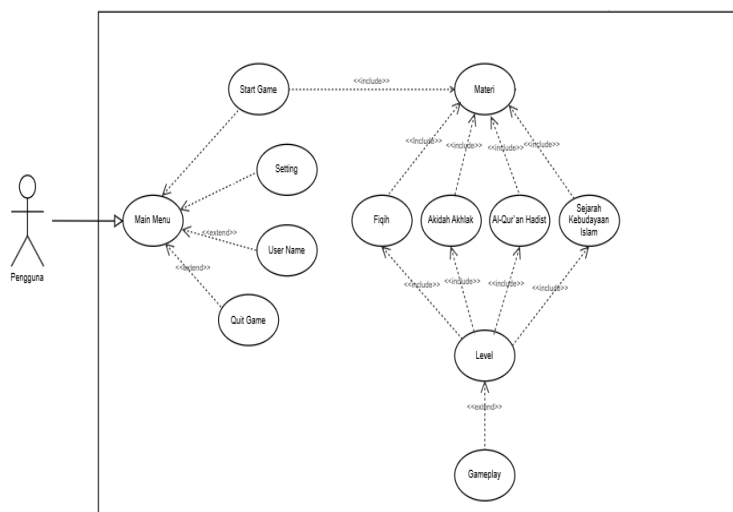 Start Game
<<include>>
Materi
<<Include>>
<<include>>
<<include>>
<<include>>
Setting
Pengguna
Main Menu
<<extend>>
User Name
<<extend>>
Quit Game
Fiqih
Akidah Akhlak
Al-Qur`an Hadist
Sejarah
Kebudayaan
Islam
<<include>>
<<include>>
<<include>>
<<include>>
Level
<<extend>>
Gameplay